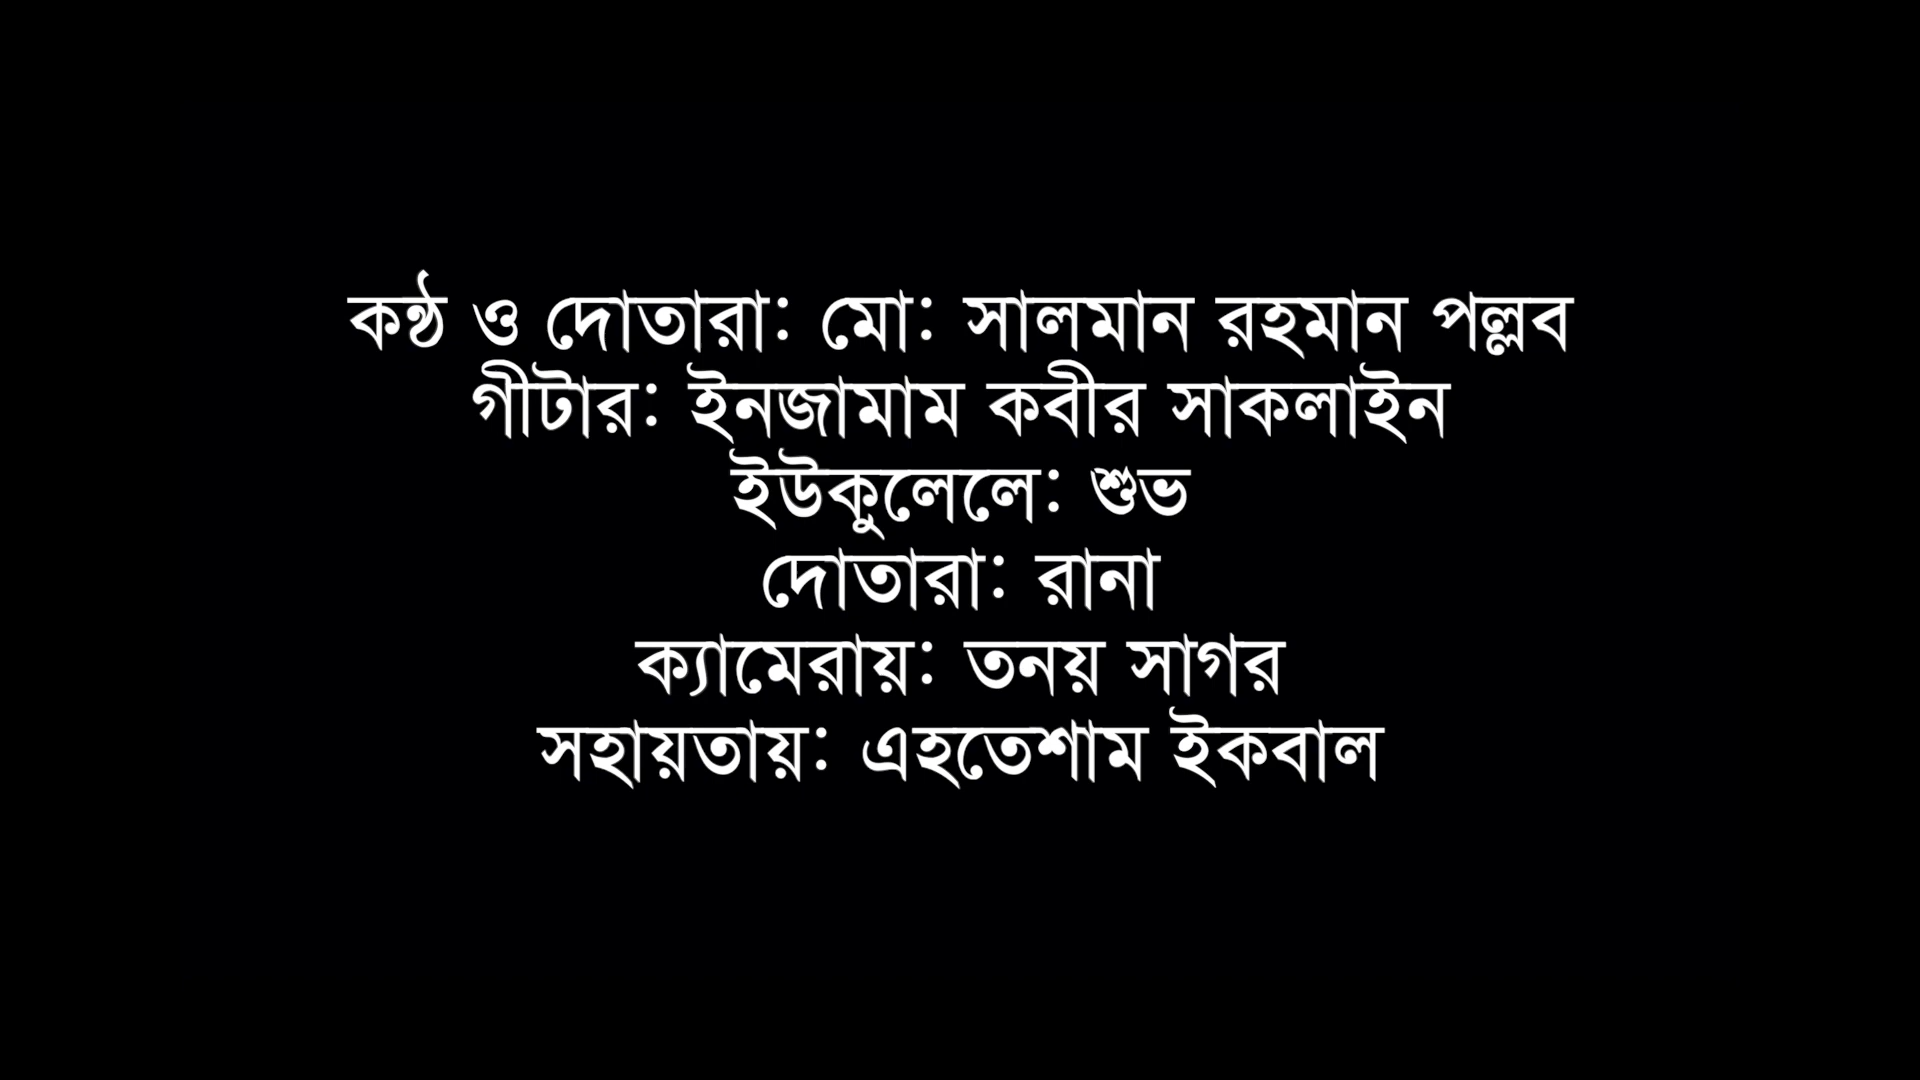 কন্ঠ ও দোতারা: মো: সালমান রহমান পল্লব
গীটার: ইনজামাম কবীর সাকলাইন
ইউকুলেলে: শুভ
দোতারা: রানা
ক্যামেরায়: তনয় সাগর
সহায়তায়: এহতেশাম ইকবাল